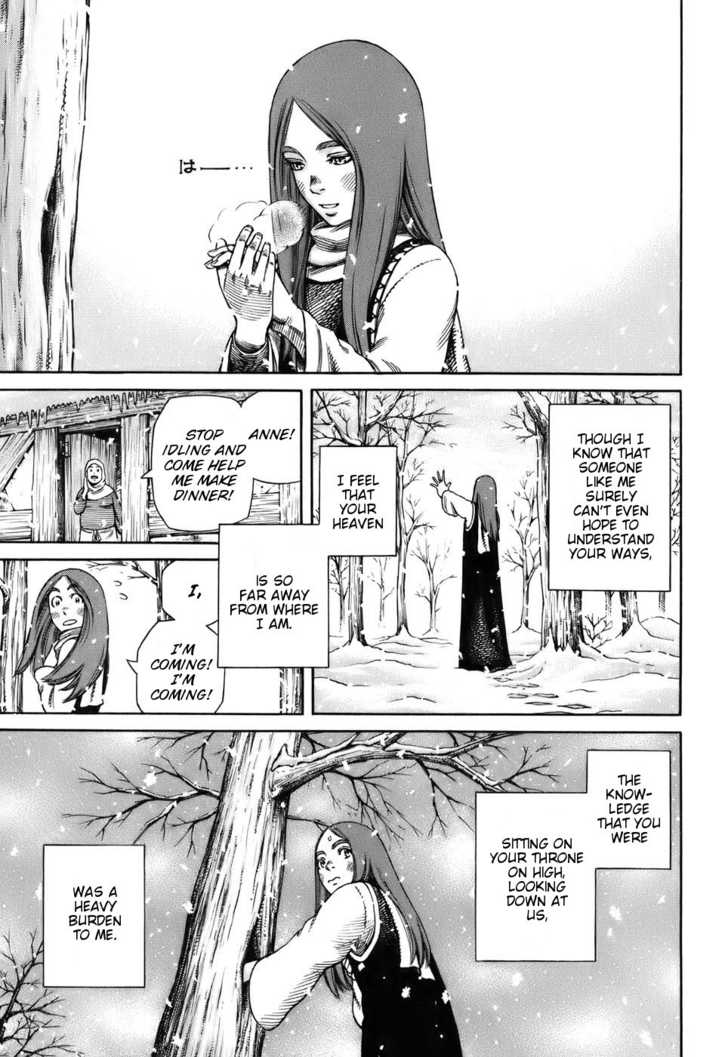 はー…
THOUGH I
KNOW THAT
SOMEONE
LIKE ME
SURELY
CAN'T EVEN
HOPE TO
UNDERSTAND
YOUR WAYS,
I FEEL
THAT
YOUR
HEAVEN
IS SO
FAR AWAY
FROM WHERE
I AM.
ANNE!
STOP
IDLING AND
COME HELP
ME MAKE
DINNER!
I,
I'M
COMING!
I'M
COMING!
THE
KNOW-
LEDGE
THAT YOU
WERE
SITTING ON
YOUR THRONE
ON HIGH,
LOOKING
DOWN AT
US,
WAS A
HEAVY
BURDEN
TO ME.